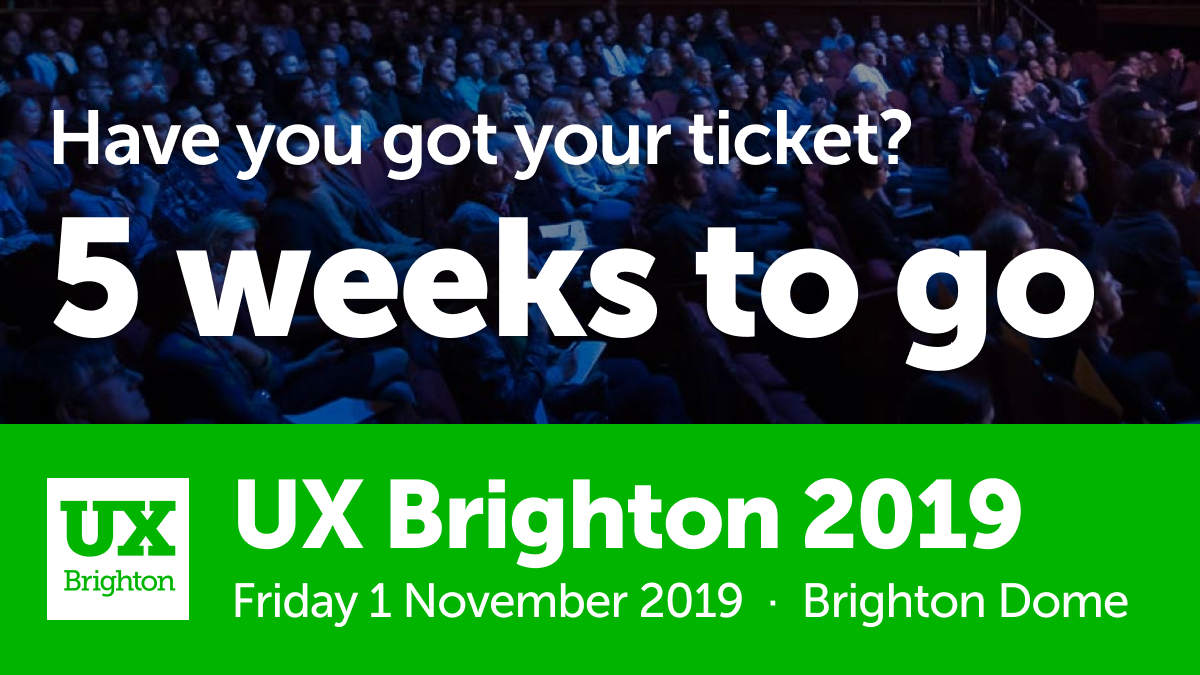 Have you got your ticket?
5 weeks to go
UX
Brighton
UX Brighton 2019
Friday 1 November 2019 · Brighton Dome